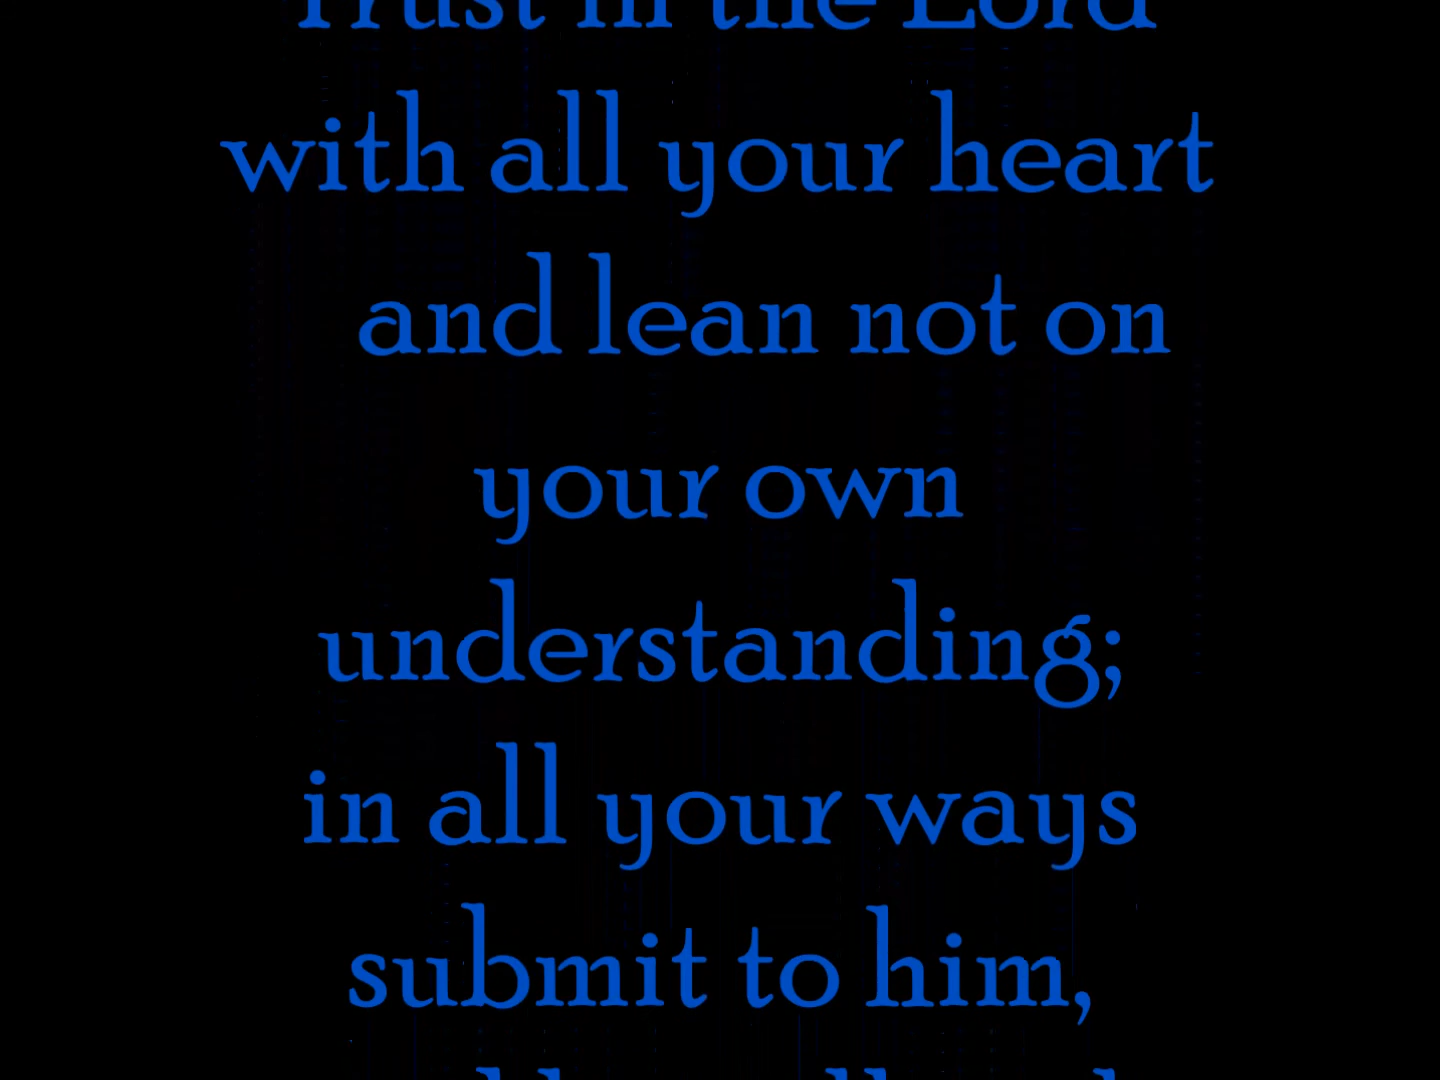 Trust in the Lord
with all your heart
and lean not on
your own
understanding;
in all your ways
submit to him,